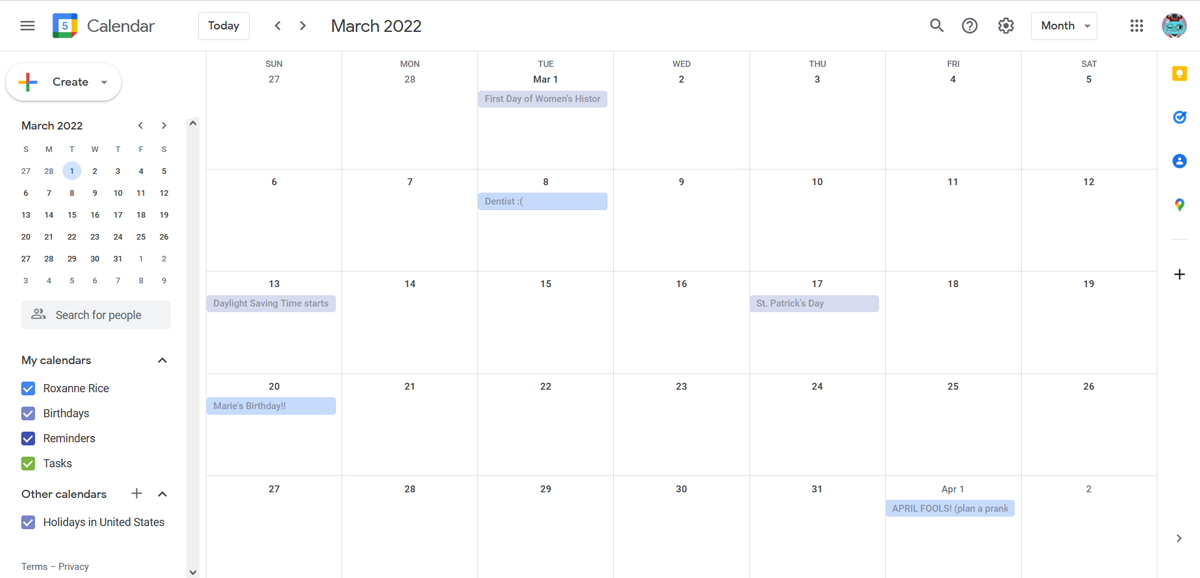 5 Calendar Today March 2022 Month
Create
March 2022
S M T W T F S
27 28 1 2 3 4 5
6 7 8 9 10 11 12
13 14 15 16 17 18 19
20 21 22 23 24 25 26
27 28 29 30 31 1 2
3 4 5 6 7 8 9
Search for people
My calendars
Roxanne Rice
Birthdays
Reminders
Tasks
Other calendars
Holidays in United States
Terms – Privacy
SUN MON TUE WED THU FRI SAT
27 28 Mar 1 2 3 4 5
First Day of Women's Histor
6 7 8 9 10 11 12
Dentist :(
13 14 15 16 17 18 19
Daylight Saving Time starts St. Patrick's Day
20 21 22 23 24 25 26
Marie's Birthday!!
27 28 29 30 31 Apr 1 2
APRIL FOOLS! (plan a prank